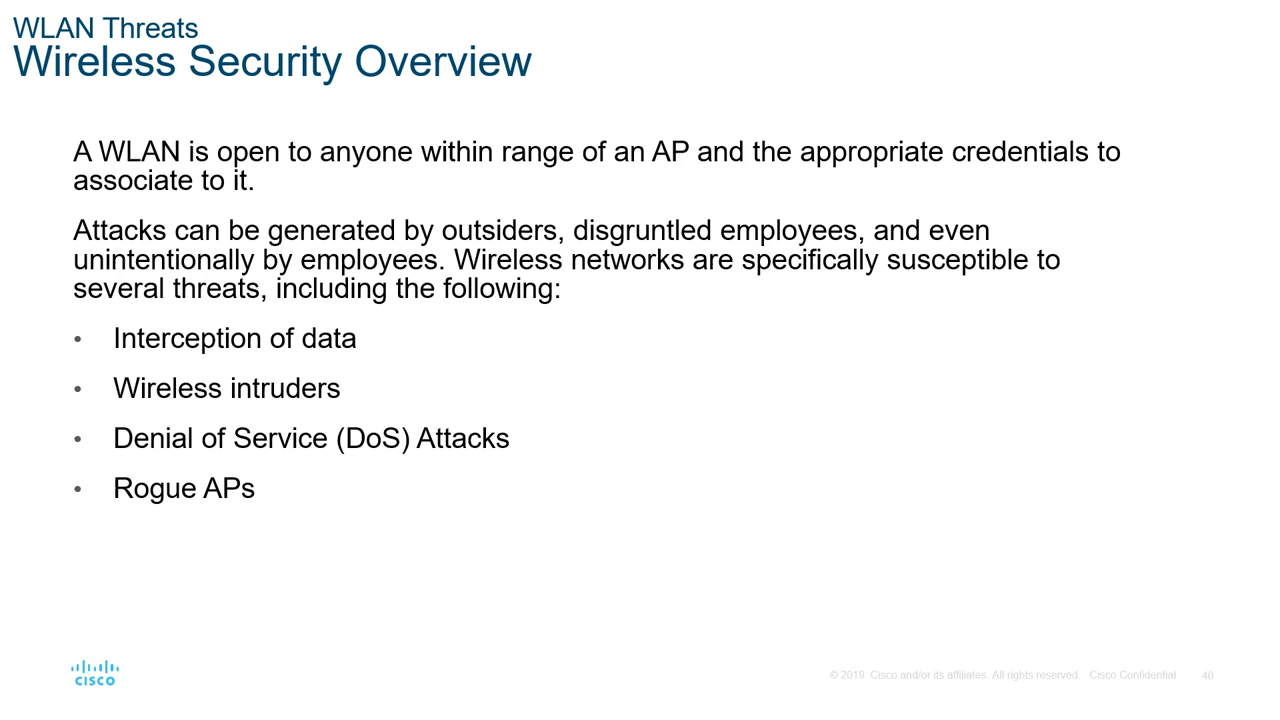 WLAN Threats
Wireless Security Overview
A WLAN is open to anyone within range of an AP and the appropriate credentials to
associate to it.
Attacks can be generated by outsiders, disgruntled employees, and even
unintentionally by employees. Wireless networks are specifically susceptible to
several threats, including the following:
• Interception of data
• Wireless intruders
• Denial of Service (DoS) Attacks
• Rogue APs
CISCO
© 2019 Cisco and/or its affiliates. All rights reserved. Cisco Confidential 40